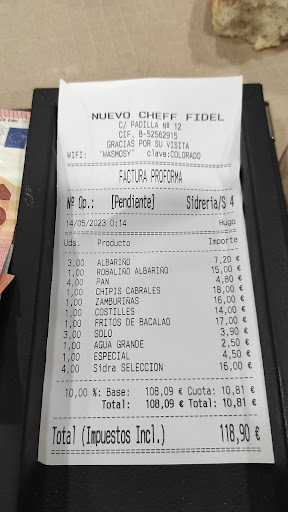 NUEVO CHEFF FIDEL
C/ PADILLA Nº 12
CIF. B-52562915
GRACIAS POR SU VISITA
WIFI: "WASMOSY" clave:COLORADO
FACTURA PROFORMA
Nº Op.: [Pendiente] Sidreria/S 4
14/05/2023 0:14 Hugo
Uds. Producto Importe
3,00 ALBARIÑO 7,20 €
1,00 ROBALIÑO ALBARIÑO 15,00 €
4,00 PAN 4,80 €
1,00 CHIPIS CABRALES 18,00 €
1,00 ZAMBURIÑAS 16,00 €
1,00 COSTILLES 14,00 €
1,00 FRITOS DE BACALAO 17,00 €
3,00 SOLO 3,90 €
1,00 AGUA GRANDE 2,50 €
1,00 ESPECIAL 4,50 €
4,00 Sidra SELECCION 16,00 €
10,00 %: Base: 108,09 € Cuota: 10,81 €
Total: 108,09 € Total: 10,81 €
Total (Impuestos Incl.) 118,90 €